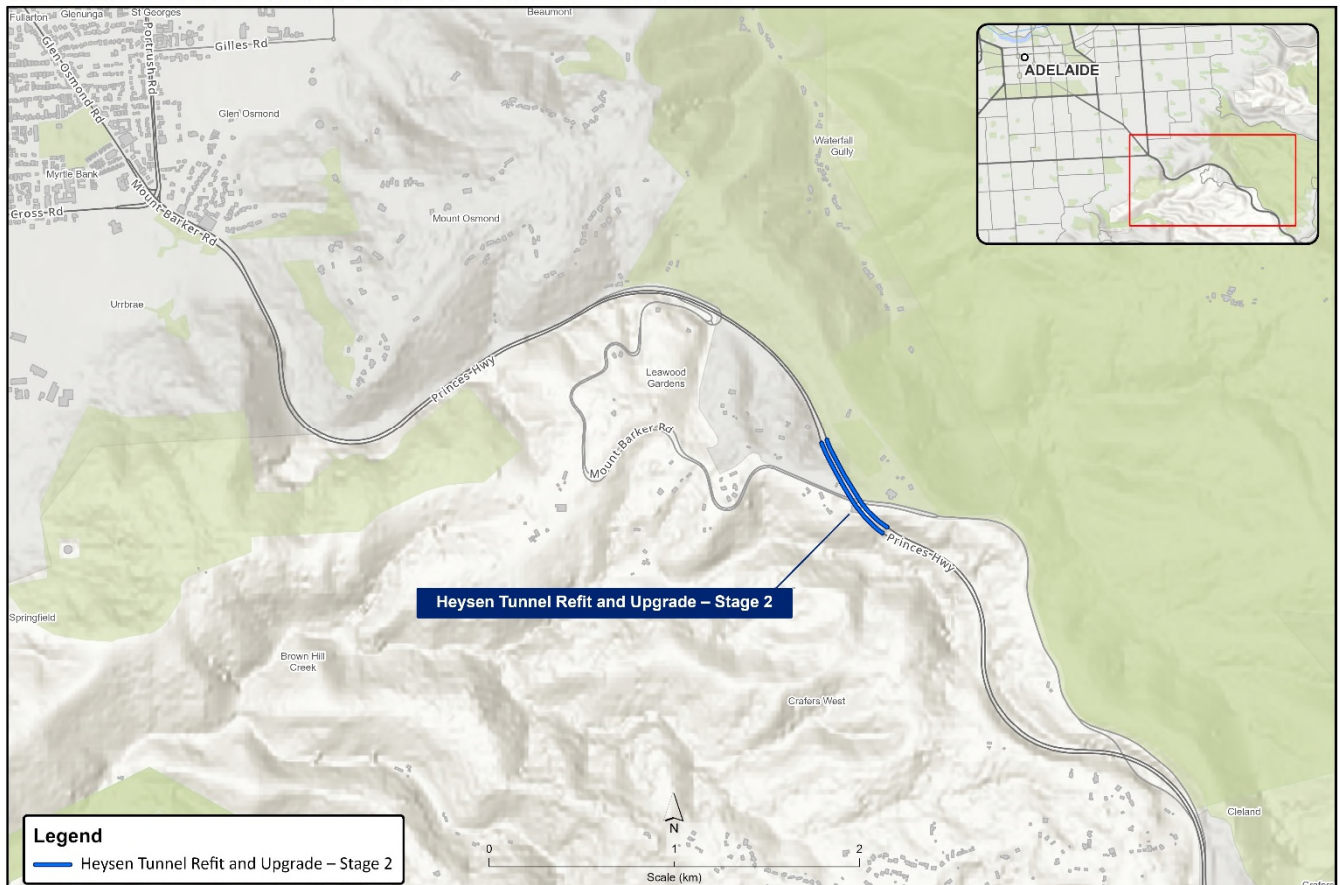 Fullarton
Glenunga
St Georges
Beaumont
Portrush-Rd
Gilles Rd
Glen-Osmond-Rd
ADELAIDE
Glen Osmond
Waterfall
Gully
Myrtle Bank
Cross-Rd
Mount-Barker-Rd
Mount Osmond
Urrbrae
Princes-Hwy
Leawood
Gardens
Mount-Barker-Rd
Princes-Hwy
Heysen Tunnel Refit and Upgrade – Stage 2
Springfield
Brown Hill
Creek
Crafers West
Cleland
Legend
Heysen Tunnel Refit and Upgrade – Stage 2
N
0 1 2
Scale (km)